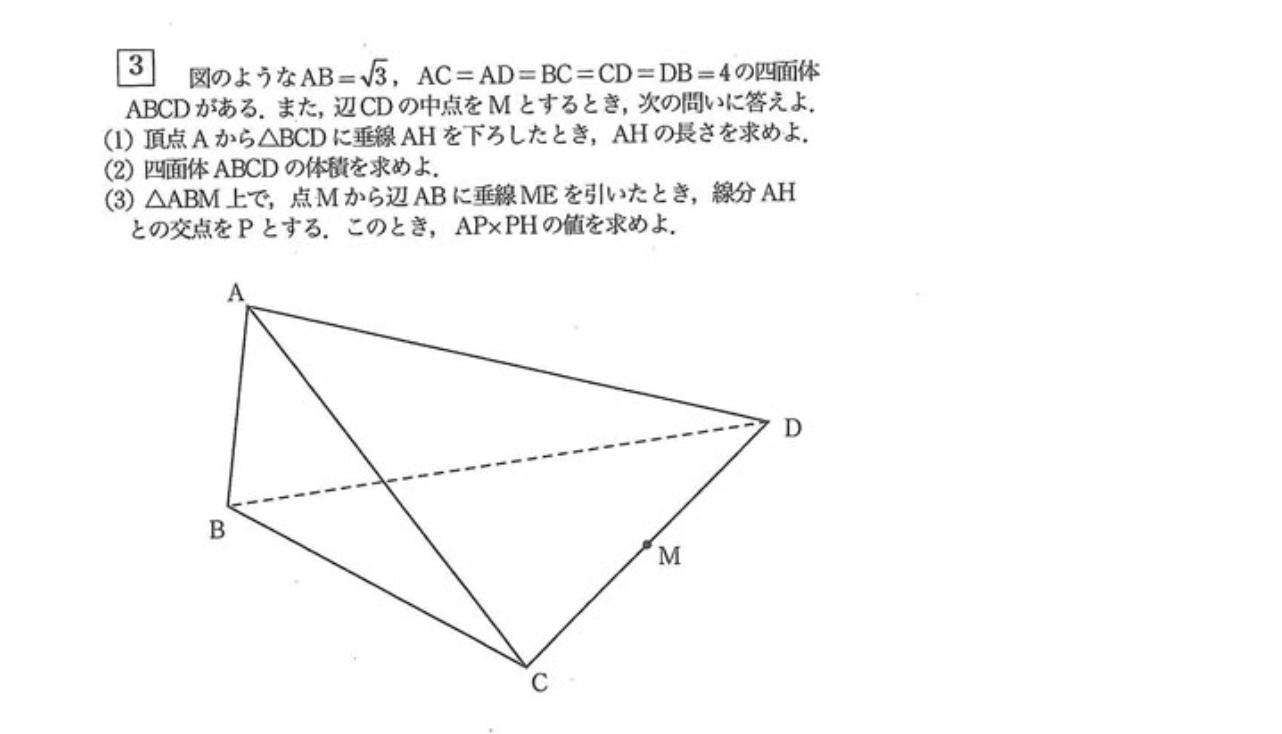 3 図のような AB=√3, AC=AD=BC=CD=DB=4の四面体
ABCDがある. また, 辺CDの中点をMとするとき, 次の問いに答えよ.
(1) 頂点Aから△BCDに垂線AHを下ろしたとき, AHの長さを求めよ.
(2) 四面体ABCDの体積を求めよ.
(3) △ABM上で, 点Mから辺ABに垂線MEを引いたとき, 線分AH
との交点をPとする. このとき, AP×PHの値を求めよ.
A
D
B
M
C